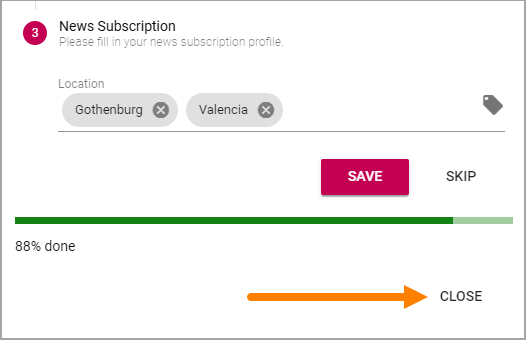 3 News Subscription
Please fill in your news subscription profile.
Location
Gothenburg Valencia
SAVE SKIP
88% done
CLOSE